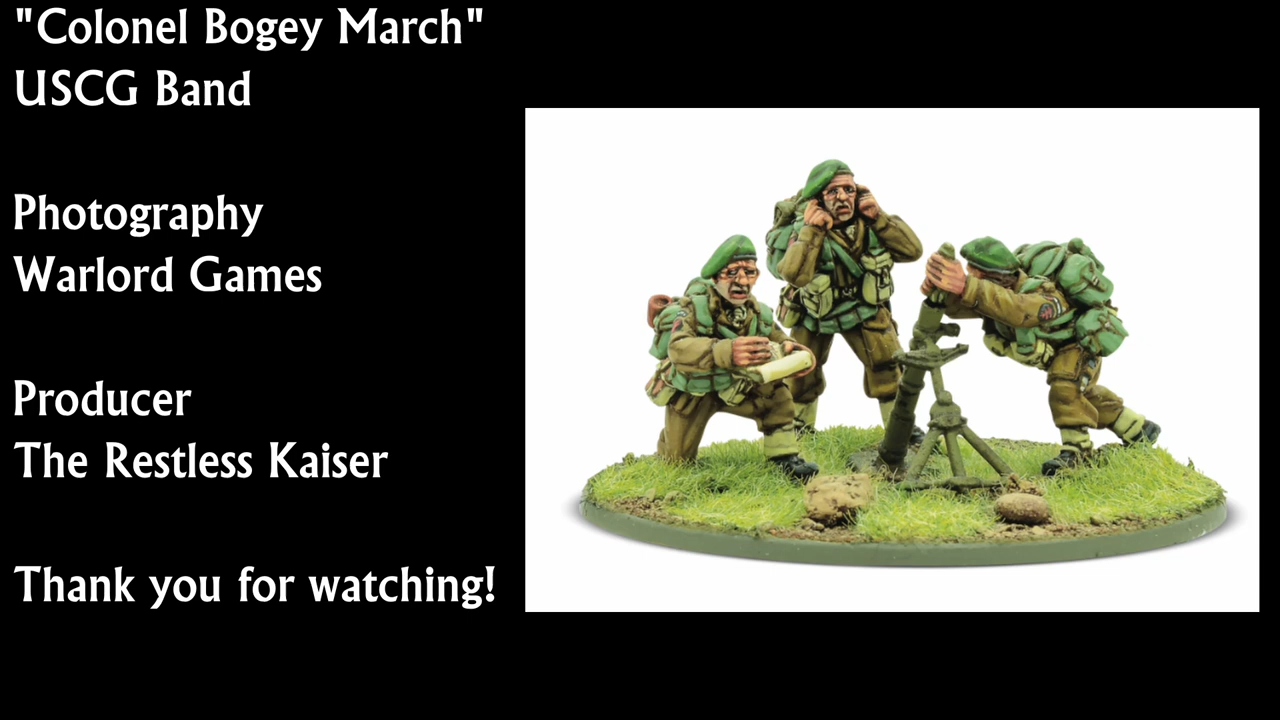 "Colonel Bogey March"
USCG Band
Photography
Warlord Games
Producer
The Restless Kaiser
Thank you for watching!